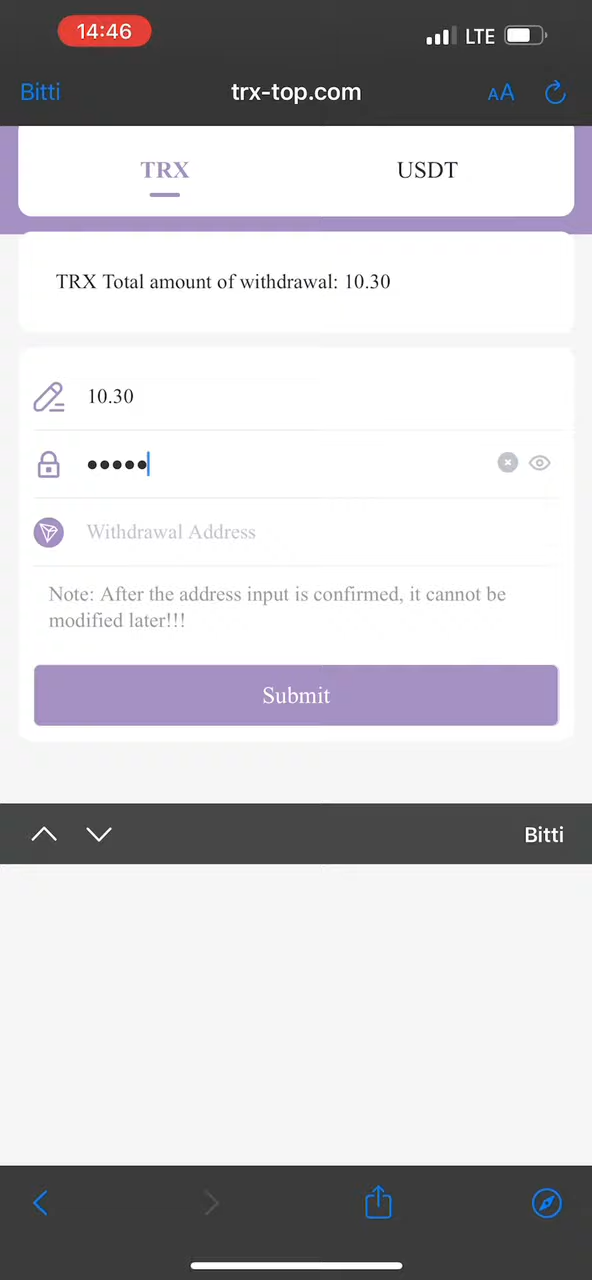 14:46
LTE
Bitti
trx-top.com
AA
TRX
USDT
TRX Total amount of withdrawal: 10.30
10.30
Withdrawal Address
Note: After the address input is confirmed, it cannot be
modified later!!!
Submit
Bitti